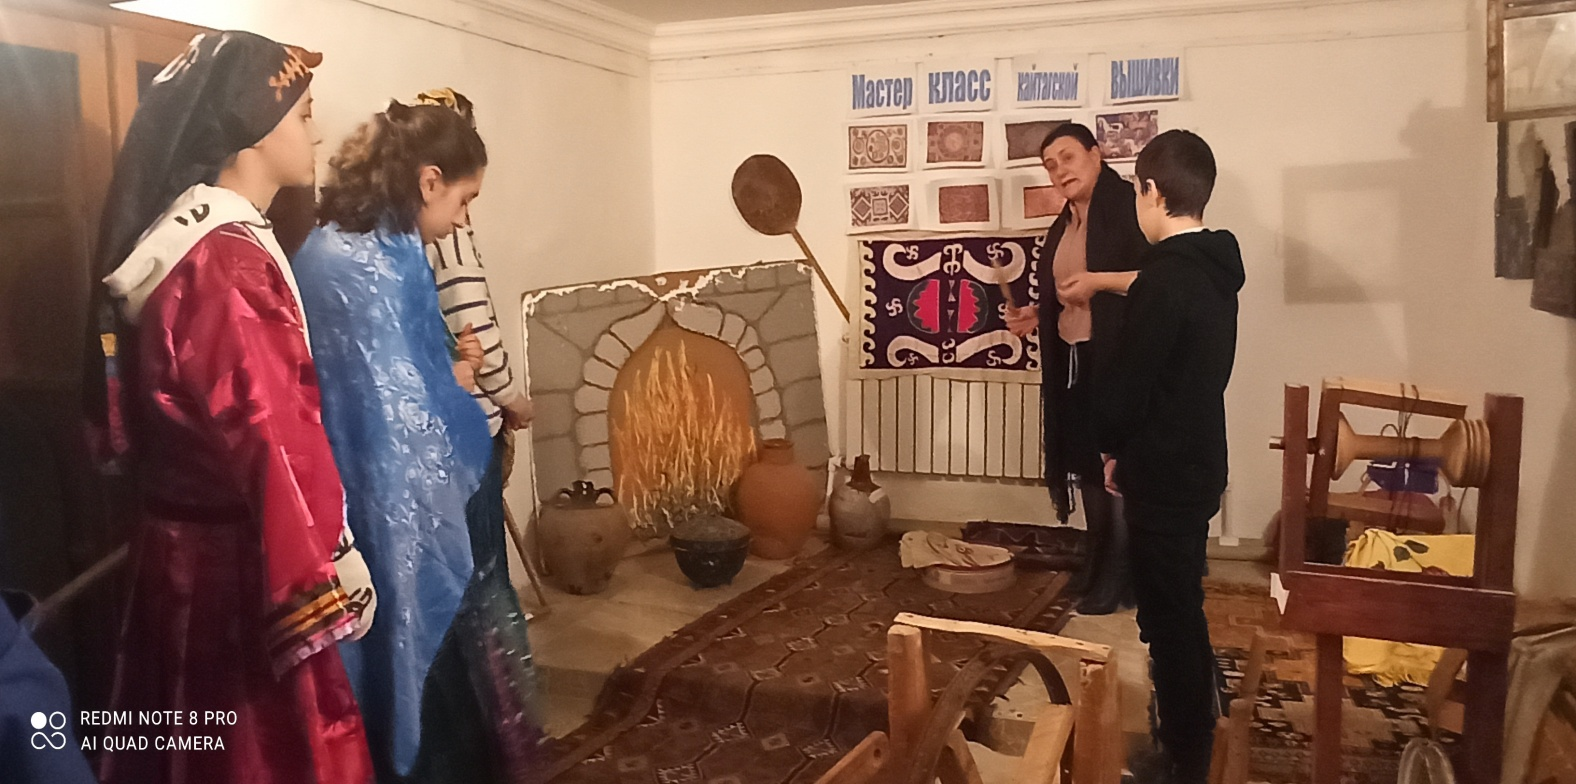 Мастер класс кайтагской вышивки
REDMI NOTE 8 PRO
AI QUAD CAMERA